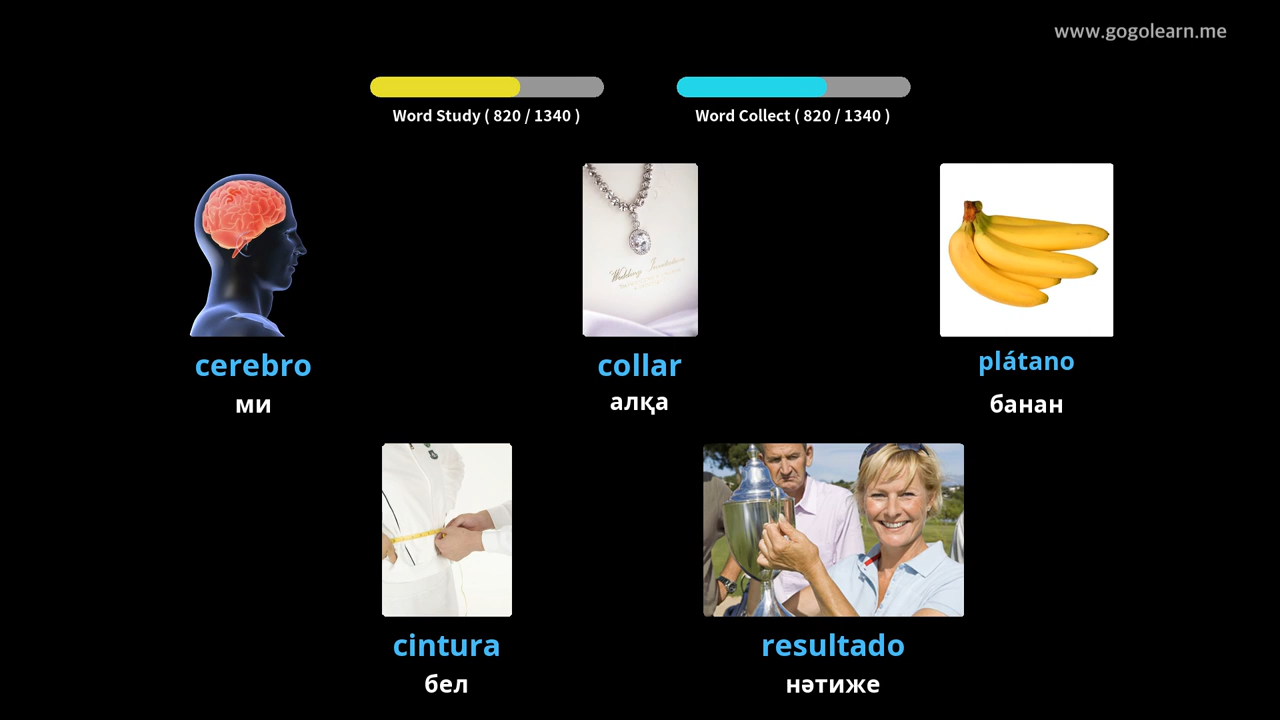 www.gogolearn.me
Word Study ( 820 / 1340 )
Word Collect ( 820 / 1340 )
cerebro
ми
collar
алқа
plátano
банан
cintura
бел
resultado
нәтиже